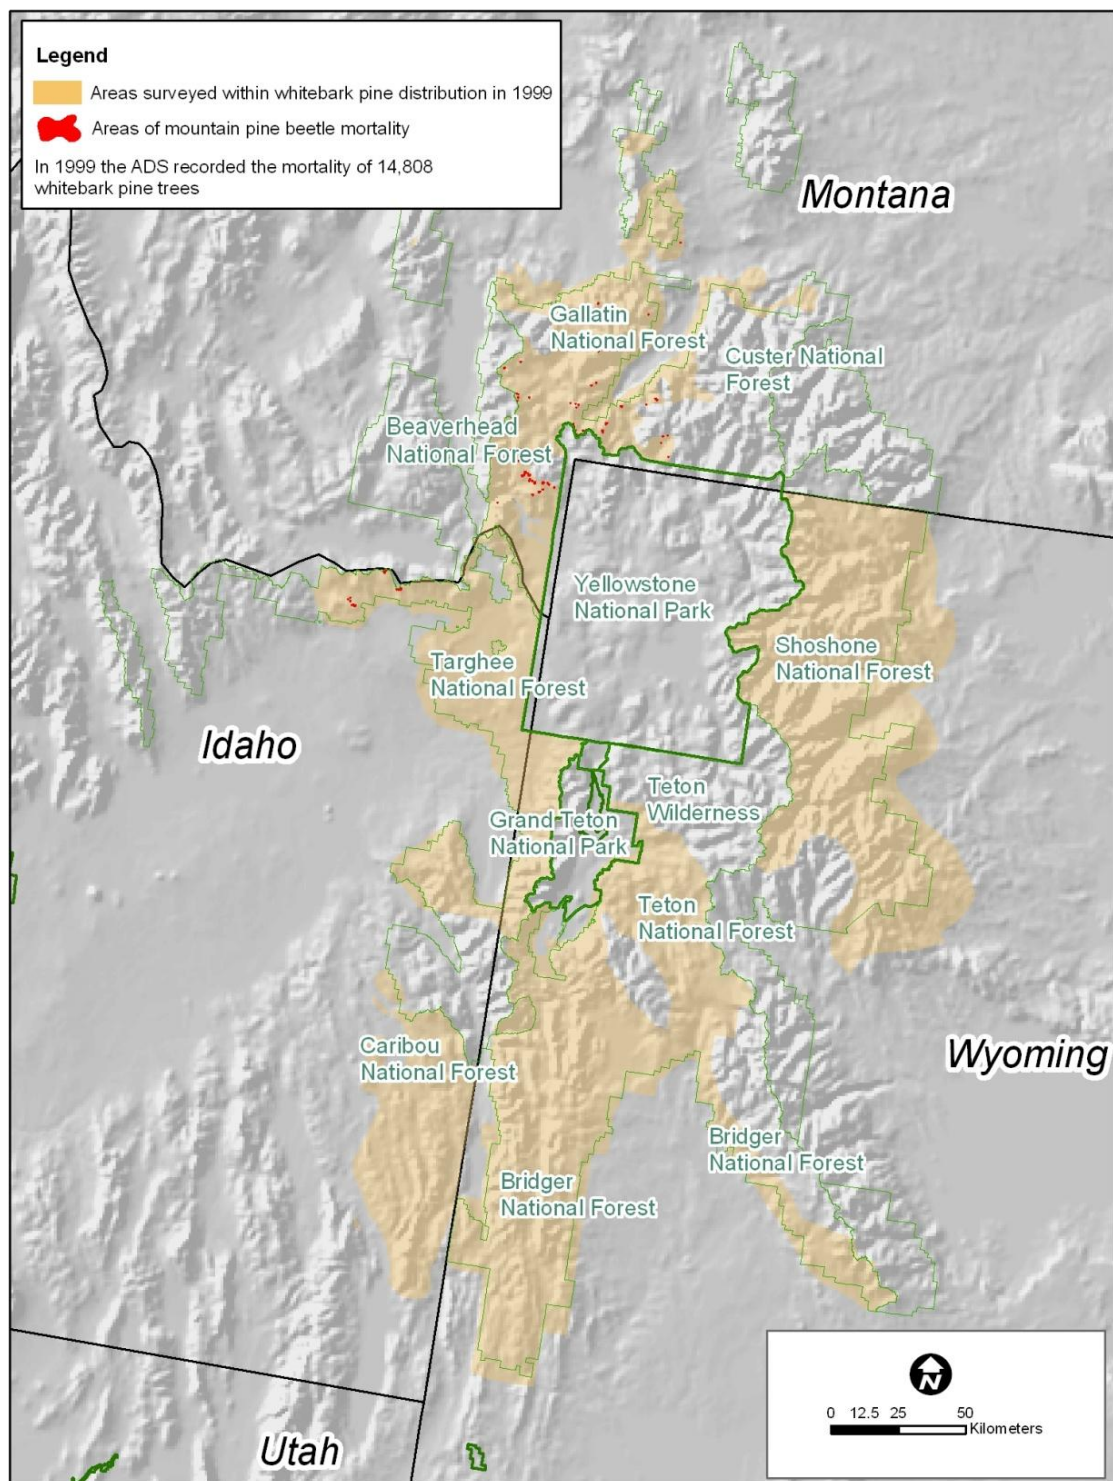 Legend
Areas surveyed within whitebark pine distribution in 1999
Areas of mountain pine beetle mortality
In 1999 the ADS recorded the mortality of 14,808
whitebark pine trees
Montana
Gallatin
National Forest
Custer National
Forest
Beaverhead
National Forest
Yellowstone
National Park
Shoshone
National Forest
Targhee
National Forest
Idaho
Teton
Wilderness
Grand Teton
National Park
Teton
National Forest
Caribou
National Forest
Wyoming
Bridger
National Forest
Bridger
National Forest
N
0 12.5 25 50
Kilometers
Utah